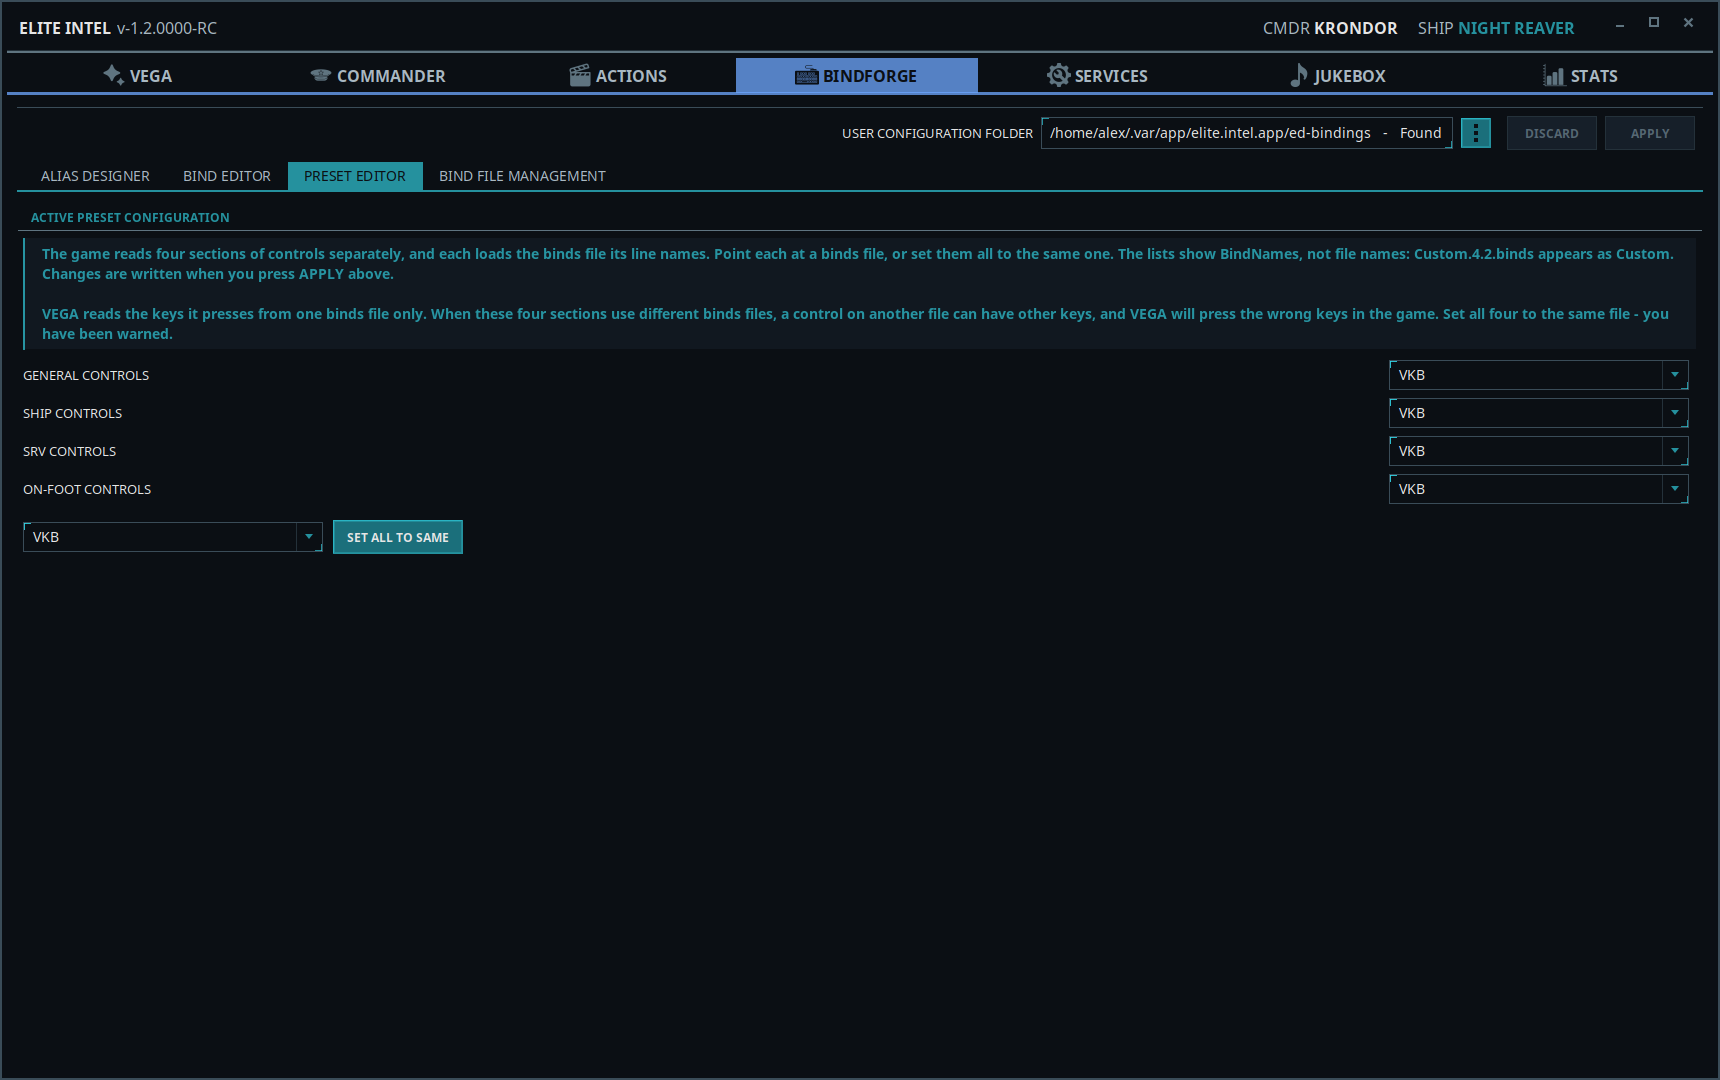 ELITE INTEL v-1.2.0000-RC
CMDR KRONDOR SHIP NIGHT REAVER
VEGA COMMANDER ACTIONS BINDFORGE SERVICES JUKEBOX STATS
USER CONFIGURATION FOLDER /home/alex/.var/app/elite.intel.app/ed-bindings - Found DISCARD APPLY
ALIAS DESIGNER BIND EDITOR PRESET EDITOR BIND FILE MANAGEMENT
ACTIVE PRESET CONFIGURATION
The game reads four sections of controls separately, and each loads the binds file its line names. Point each at a binds file, or set them all to the same one. The lists show BindNames, not file names: Custom.4.2.binds appears as Custom.
Changes are written when you press APPLY above.
VEGA reads the keys it presses from one binds file only. When these four sections use different binds files, a control on another file can have other keys, and VEGA will press the wrong keys in the game. Set all four to the same file - you
have been warned.
GENERAL CONTROLS VKB
SHIP CONTROLS VKB
SRV CONTROLS VKB
ON-FOOT CONTROLS VKB
VKB SET ALL TO SAME